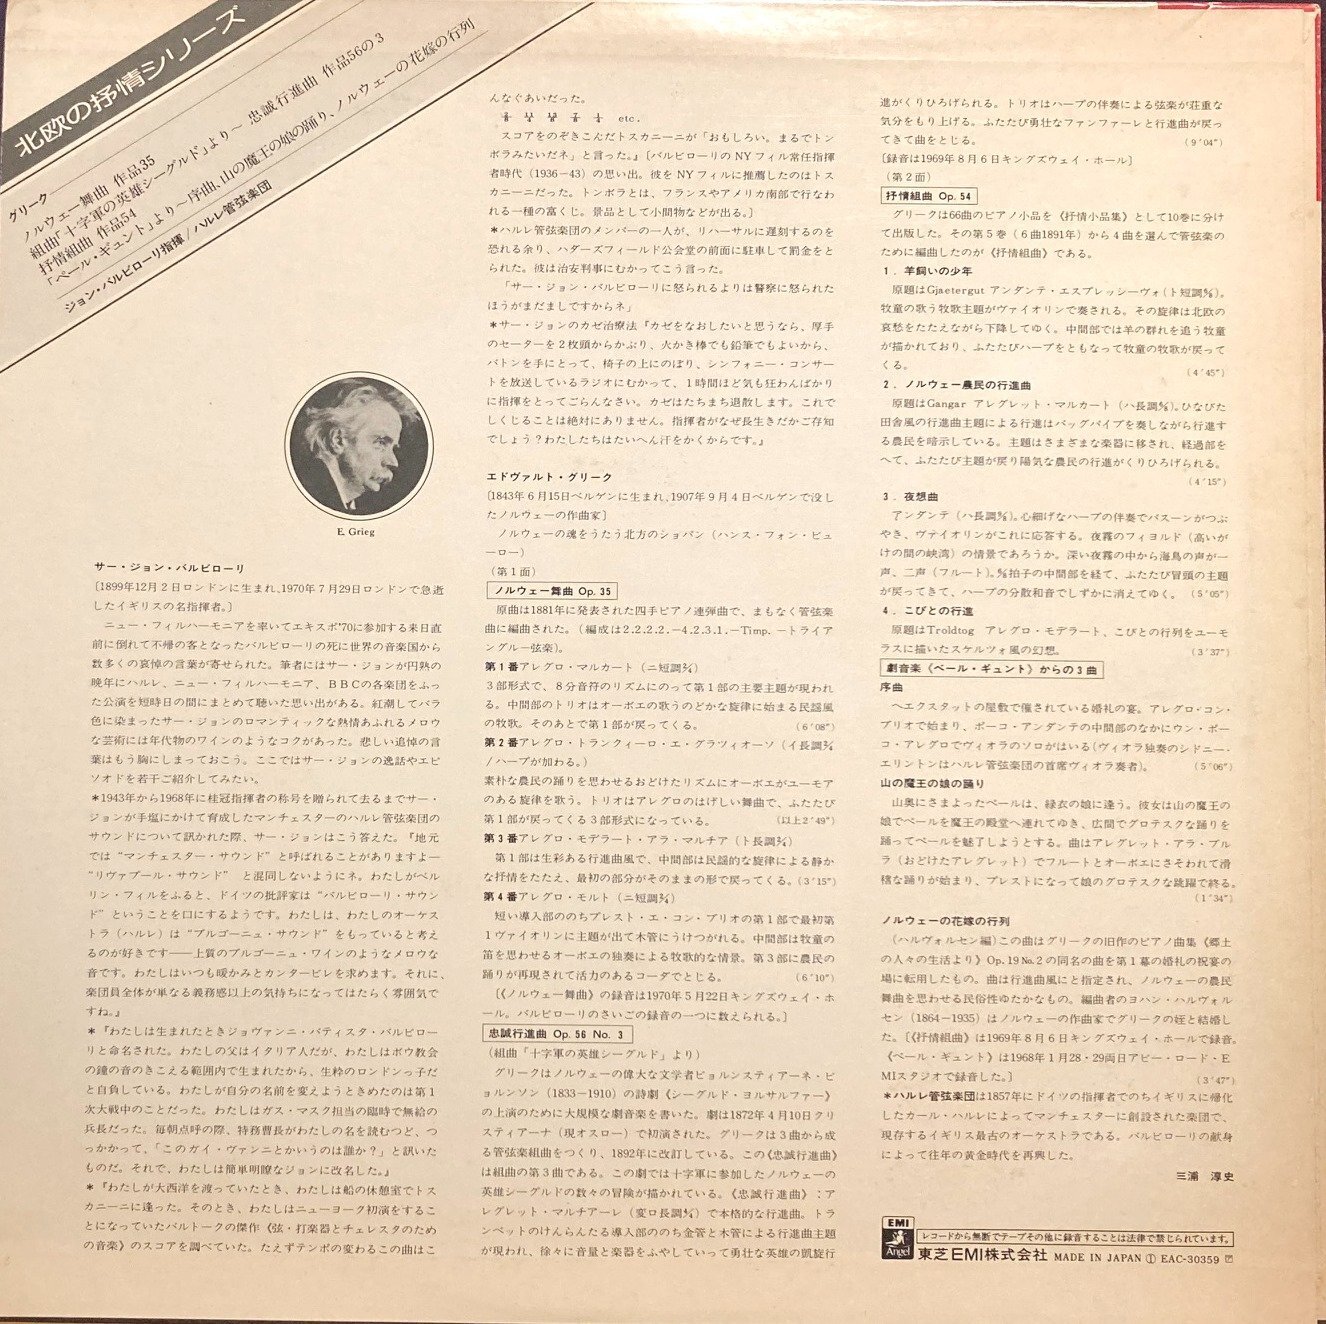 北欧の抒情シリーズ
グリーク
ノルウェー舞曲 作品35
組曲「十字軍の英雄シーグルド」より〜 忠誠行進曲 作品56の3
抒情組曲 作品54
「ペール・ギュント」より〜序曲、山の魔王の娘の踊り、ノルウェーの花嫁の行列
ジョン・バルビローリ指揮/ハルレ管弦楽団
E. Grieg
サー・ジョン・バルビローリ
〔1899年12月2日ロンドンに生まれ、1970年7月29日ロンドンで急逝
したイギリスの名指揮者。〕
ニュー・フィルハーモニアを率いてエキスポ'70に参加する来日直
前に倒れて不帰の客となったバルビローリの死に世界の音楽国から
数多くの哀悼の言葉が寄せられた。筆者にはサー・ジョンが円熟の
晩年にハルレ、ニュー・フィルハーモニア、BBCの各楽団をふっ
た公演を短時日の間にまとめて聴いた思い出がある。紅潮してバラ
色に染まったサー・ジョンのロマンティックな熱情あふれるメロウ
な芸術には年代物のワインのようなコクがあった。悲しい追悼の言
葉はもう胸にしまっておこう。ここではサー・ジョンの逸話やエピ
ソオドを若干ご紹介してみたい。
*1943年から1968年に桂冠指揮者の称号を贈られて去るまでサー・
ジョンが手塩にかけて育成したマンチェスターのハルレ管弦楽団の
サウンドについて訊かれた際、サー・ジョンはこう答えた。『地元
では"マンチェスター・サウンド"と呼ばれることがありますよ—
"リヴァプール・サウンド" と混同しないようにネ。わたしがベル
リン・フィルをふると、ドイツの批評家は"バルビローリ・サウン
ド"ということを口にするようです。わたしは、わたしのオーケス
トラ(ハルレ)は"ブルゴーニュ・サウンド"をもっていると考え
るのが好きです——上質のブルゴーニュ・ワインのようなメロウな
音です。わたしはいつも暖かみとカンタービレを求めます。それに、
楽団員全体が単なる義務感以上の気持ちになってはたらく雰囲気で
すね。』
*『わたしは生まれたときジョヴァンニ・バティスタ・バルビロー
リと命名された。わたしの父はイタリア人だが、わたしはボウ教会
の鐘の音のきこえる範囲内で生まれたから、生粋のロンドンっ子だ
と自負している。わたしが自分の名前を変えようときめたのは第1
次大戦中のことだった。わたしはガス・マスク担当の臨時で無給の
兵長だった。毎朝点呼の際、特務曹長がわたしの名を読むつど、つ
っかかって、「このガイ・ヴァンニとかいうのは誰か?」と訊いた
ものだ。それで、わたしは簡単明瞭なジョンに改名した。』
*『わたしが大西洋を渡っていたとき、わたしは船の休憩室でトス
カニーニに逢った。そのとき、わたしはニューヨーク初演をするこ
とになっていたバルトークの傑作《弦・打楽器とチェレスタのため
の音楽》のスコアを調べていた。たえずテンポの変わるこの曲はこ
んなぐあいだった。
etc.
スコアをのぞきこんだトスカニーニが「おもしろい。まるでトン
ボラみたいだネ」と言った。』〔バルビローリのNYフィル常任指揮
者時代(1936-43)の思い出。彼をNYフィルに推薦したのはトス
カニーニだった。トンボラとは、フランスやアメリカ南部で行なわ
れる一種の富くじ。景品として小間物などが出る。〕
*ハルレ管弦楽団のメンバーの一人が、リハーサルに遅刻するのを
恐れる余り、ハダーズフィールド公会堂の前面に駐車して罰金をと
られた。彼は治安判事にむかってこう言った。
「サー・ジョン・バルビローリに怒られるよりは警察に怒られた
ほうがまだましですからネ」
*サー・ジョンのカゼ治療法『カゼをなおしたいと思うなら、厚手
のセーターを2枚頭からかぶり、火かき棒でも鉛筆でもよいから、
バトンを手にとって、椅子の上にのぼり、シンフォニー・コンサー
トを放送しているラジオにむかって、1時間ほど気も狂わんばかり
に指揮をとってごらんなさい。カゼはたちまち退散します。これで
しくじることは絶対にありません。指揮者がなぜ長生きだかご存知
でしょう?わたしたちはたいへん汗をかくからです。』
エドヴァルト・グリーク
〔1843年6月15日ベルゲンに生まれ、1907年9月4日ベルゲンで没し
たノルウェーの作曲家〕
ノルウェーの魂をうたう北方のショパン(ハンス・フォン・ビュ
ーロー)
(第1面)
ノルウェー舞曲 Op. 35
原曲は1881年に発表された四手ピアノ連弾曲で、まもなく管弦楽
曲に編曲された。(編成は2.2.2.2.-4.2.3.1.-Timp. -トライア
ングル-弦楽)。
第1番アレグロ・マルカート(ニ短調2/4)
3部形式で、8分音符のリズムにのって第1部の主要主題が現われ
る。中間部のトリオはオーボエの歌うのどかな旋律に始まる民謡風
の牧歌。そのあとで第1部が戻ってくる。 (6'08")
第2番アレグロ・トランクィーロ・エ・グラツィオーソ(イ長調2/4
/ハープが加わる。)
素朴な農民の踊りを思わせるおどけたリズムにオーボエがユーモア
のある旋律を歌う。トリオはアレグロのはげしい舞曲で、ふたたび
第1部が戻ってくる3部形式になっている。 (以上2'49")
第3番アレグロ・モデラート・アラ・マルチア(ト長調2/4)
第1部は生彩ある行進曲風で、中間部は民謡的な旋律による静か
な抒情をたたえ、最初の部分がそのままの形で戻ってくる。(3'15")
第4番アレグロ・モルト(ニ短調2/4)
短い導入部ののちプレスト・エ・コン・ブリオの第1部で最初第
1ヴァイオリンに主題が出て木管にうけつがれる。中間部は牧童の
笛を思わせるオーボエの独奏による牧歌的な情景。第3部に農民の
踊りが再現されて活力のあるコーダでとじる。 (6'10")
〔《ノルウェー舞曲》の録音は1970年5月22日キングズウェイ・ホ
ール。バルビローリのさいごの録音の一つに数えられる。〕
忠誠行進曲 Op. 56 No. 3
(組曲「十字軍の英雄シーグルド」より)
グリークはノルウェーの偉大な文学者ビョルンスティアーネ・ビ
ョルンソン(1833-1910)の詩劇《シーグルド・ヨルサルファー》
の上演のために大規模な劇音楽を書いた。劇は1872年4月10日クリ
スティアーナ(現オスロー)で初演された。グリークは3曲から成
る管弦楽組曲をつくり、1892年に改訂している。この《忠誠行進曲》
は組曲の第3曲である。この劇では十字軍に参加したノルウェーの
英雄シーグルドの数々の冒険が描かれている。《忠誠行進曲》:ア
レグレット・マルチアーレ(変ロ長調4/4)で本格的な行進曲。トラ
ンペットのけんらんたる導入部ののち金管と木管による行進曲主題
が現われ、徐々に音量と楽器をふやしていって勇壮な英雄の凱旋行
進がくりひろげられる。トリオはハープの伴奏による弦楽が荘重な
気分をもり上げる。ふたたび勇壮なファンファーレと行進曲が戻っ
てきて曲をとじる。 (9'04")
〔録音は1969年8月6日キングズウェイ・ホール〕
(第2面)
抒情組曲 Op. 54
グリークは66曲のピアノ小品を《抒情小品集》として10巻に分け
て出版した。その第5巻(6曲1891年)から4曲を選んで管弦楽の
ために編曲したのが《抒情組曲》である。
1. 羊飼いの少年
原題はGjaetergut アンダンテ・エスプレッシーヴォ(ト短調6/8)。
牧童の歌う牧歌主題がヴァイオリンで奏される。その旋律は北欧の
哀愁をたたえながら下降してゆく。中間部では羊の群れを追う牧童
が描かれており、ふたたびハープをともなって牧童の牧歌が戻って
くる。 (4'45")
2. ノルウェー農民の行進曲
原題はGangar アレグレット・マルカート(ハ長調6/8)。ひなびた
田舎風の行進曲主題による行進はバッグパイプを奏しながら行進す
る農民を暗示している。主題はさまざまな楽器に移され、経過部を
へて、ふたたび主題が戻り陽気な農民の行進がくりひろげられる。
(4'15")
3. 夜想曲
アンダンテ(ハ長調9/8)。心細げなハープの伴奏でバスーンがつぶ
やき、ヴァイオリンがこれに応答する。夜霧のフィヨルド(高いが
けの間の峡湾)の情景であろうか。深い夜霧の中から海鳥の声が一
声、二声(フルート)。6/8拍子の中間部を経て、ふたたび冒頭の主題
が戻ってきて、ハープの分散和音でしずかに消えてゆく。 (5'05")
4. こびとの行進
原題はTroldtog アレグロ・モデラート、こびとの行列をユーモ
ラスに描いたスケルツォ風の幻想。 (3'37")
劇音楽《ペール・ギュント》からの3曲
序曲
ヘエクスタットの屋敷で催されている婚礼の宴。アレグロ・コン・
ブリオで始まり、ポーコ・アンダンテの中間部のなかにウン・ポー
コ・アレグロでヴィオラのソロがはいる(ヴィオラ独奏のシドニー・
エリントンはハルレ管弦楽団の首席ヴィオラ奏者)。 (5'06")
山の魔王の娘の踊り
山奥にさまよったペールは、緑衣の娘に逢う。彼女は山の魔王の
娘でペールを魔王の殿堂へ連れてゆき、広間でグロテスクな踊りを
踊ってペールを魅了しようとする。曲はアレグレット・アラ・ブル
ラ(おどけたアレグレット)でフルートとオーボエにさそわれて滑
稽な踊りが始まり、プレストになって娘のグロテスクな跳躍で終る。
(1'34")
ノルウェーの花嫁の行列
(ハルヴォルセン編)この曲はグリークの旧作のピアノ曲集《郷土
の人々の生活より》Op.19 No.2の同名の曲を第1幕の婚礼の祝宴の
場に転用したもの。曲は行進曲風にと指定され、ノルウェーの農民
舞曲を思わせる民俗性ゆたかなもの。編曲者のヨハン・ハルヴォル
セン(1864-1935)はノルウェーの作曲家でグリークの姪と結婚し
た。〔《抒情組曲》は1969年8月6日キングズウェイ・ホールで録音。
《ペール・ギュント》は1968年1月28・29両日アビー・ロード・E
MIスタジオで録音した。〕 (3'47")
*ハルレ管弦楽団は1857年にドイツの指揮者でのちイギリスに帰化
したカール・ハルレによってマンチェスターに創設された楽団で、
現存するイギリス最古のオーケストラである。バルビローリの献身
によって往年の黄金時代を再興した。
三浦 淳史
EMI
Angel
レコードから無断でテープその他に録音することは法律で禁じられています。
東芝EMI株式会社 MADE IN JAPAN Ⓘ EAC-30359